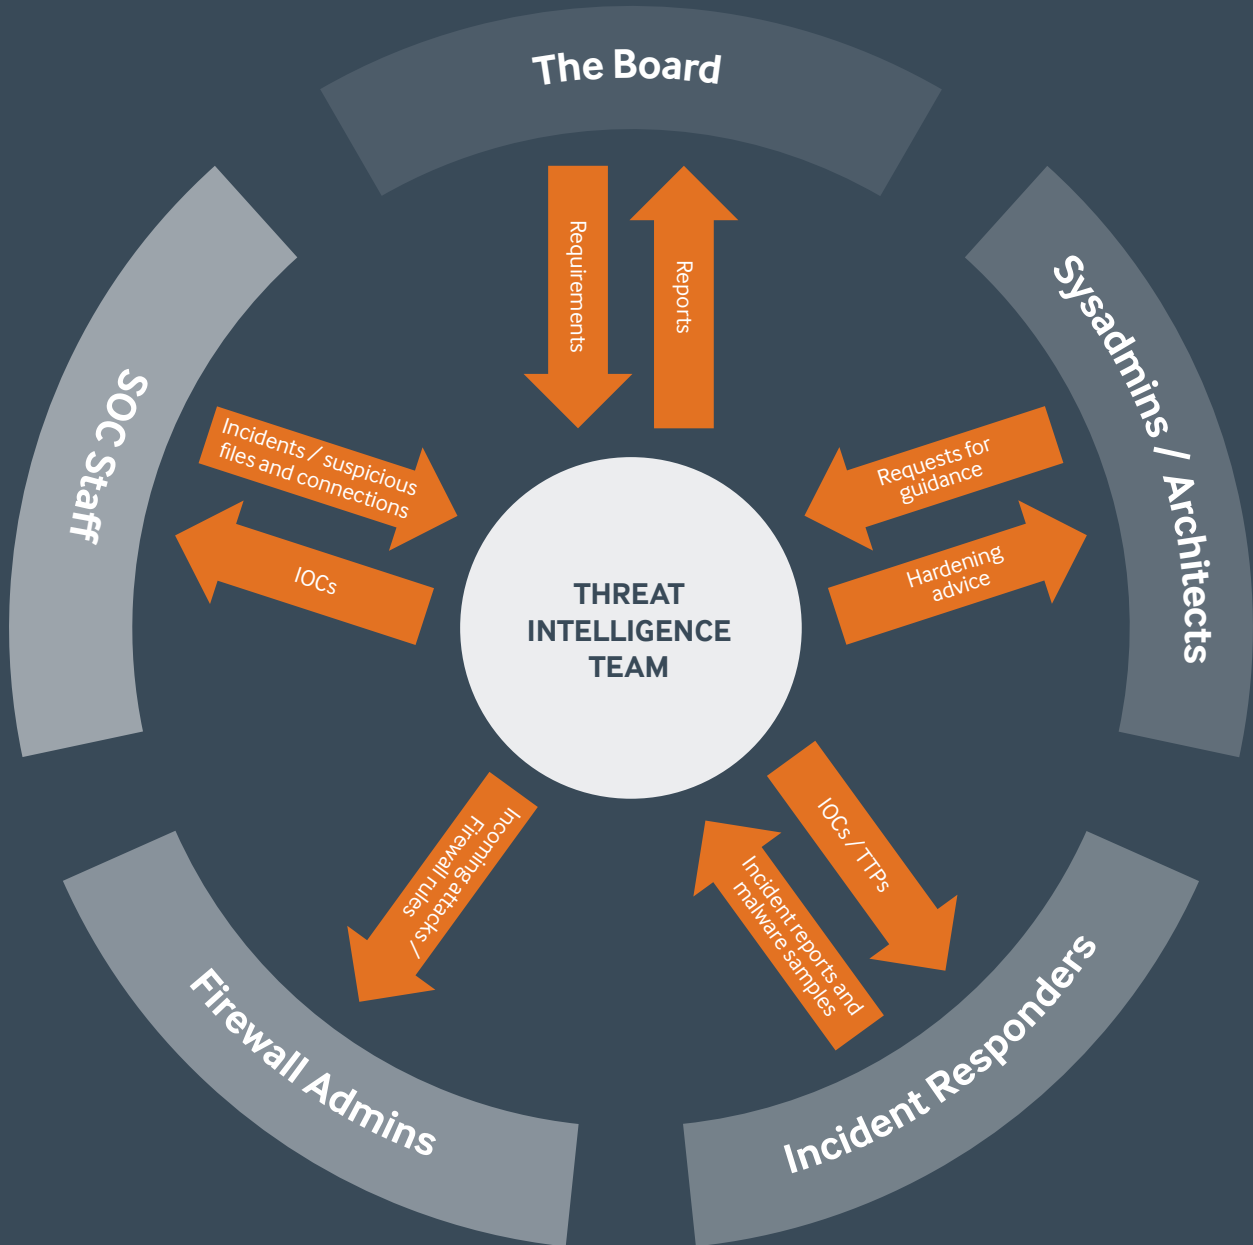 The Board
Requirements
Reports
Sysadmins / Architects
SOC Staff
Incidents / suspicious
files and connections
IOCs
Requests for
guidance
Hardening
advice
THREAT
INTELLIGENCE
TEAM
Incoming attacks /
Firewall rules
IOCs / TTPs
Incident reports and
malware samples
Firewall Admins
Incident Responders